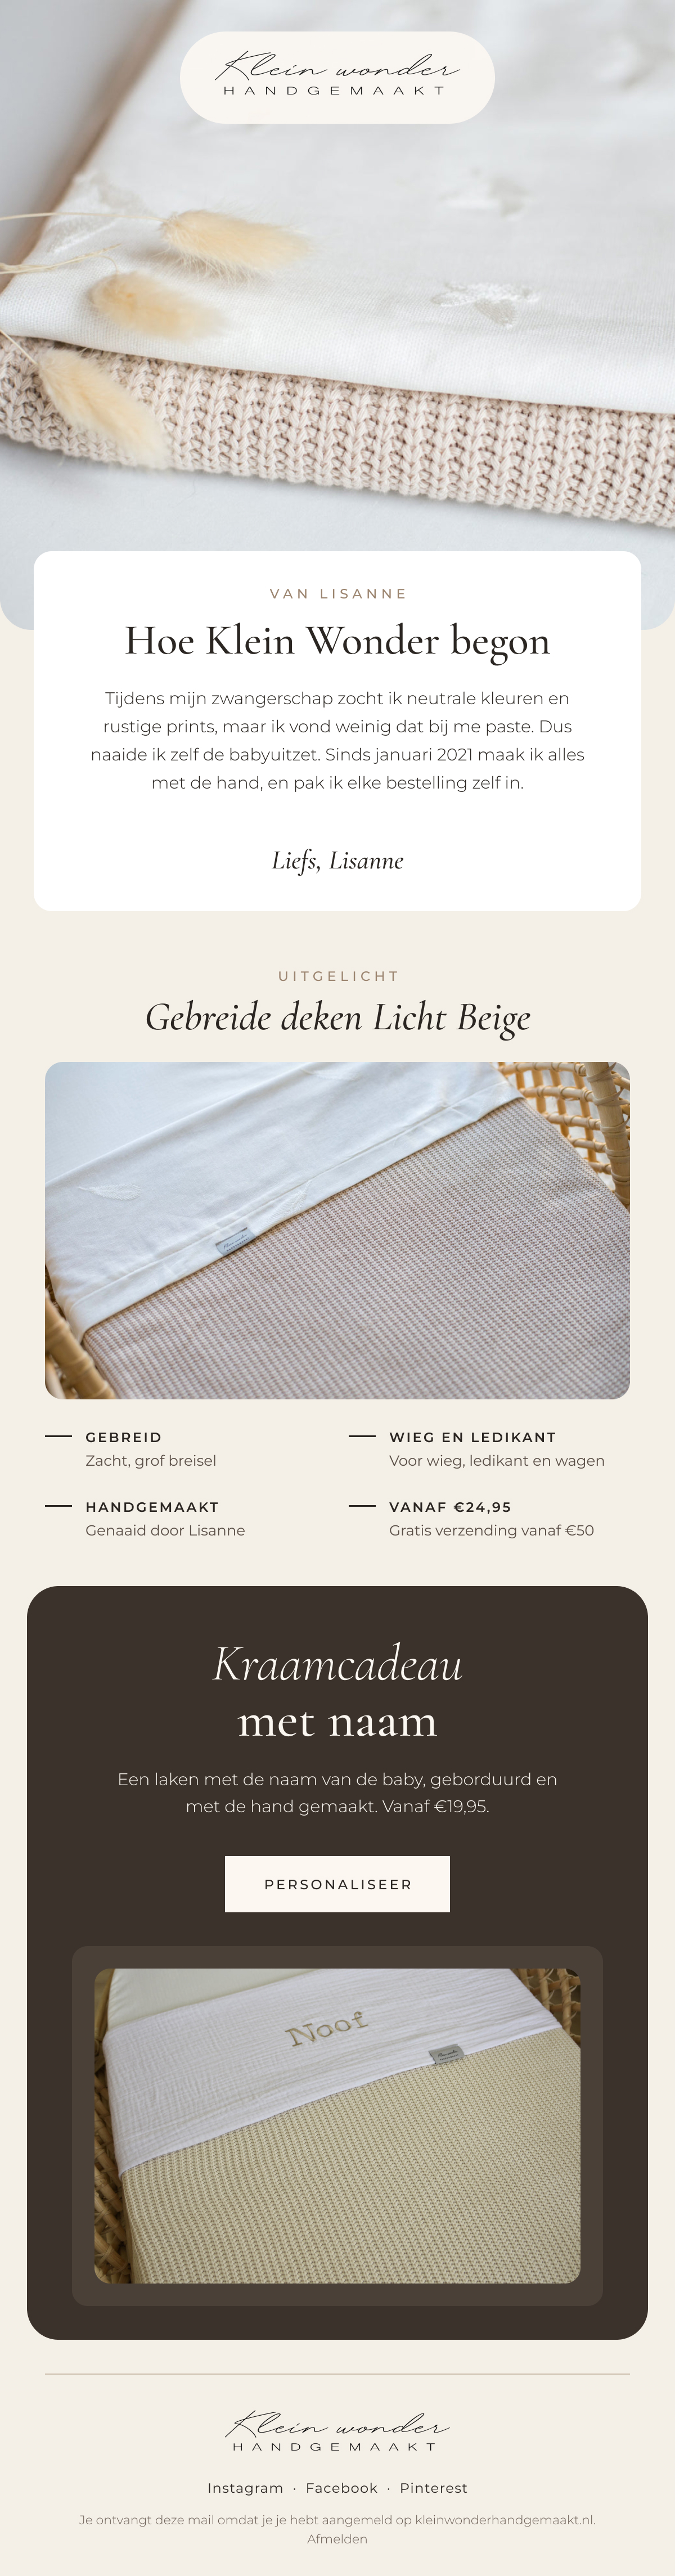 Klein wonder
HANDGEMAAKT
VAN LISANNE
Hoe Klein Wonder begon
Tijdens mijn zwangerschap zocht ik neutrale kleuren en
rustige prints, maar ik vond weinig dat bij me paste. Dus
naaide ik zelf de babyuitzet. Sinds januari 2021 maak ik alles
met de hand, en pak ik elke bestelling zelf in.
Liefs, Lisanne
UITGELICHT
Gebreide deken Licht Beige
GEBREID
Zacht, grof breisel
WIEG EN LEDIKANT
Voor wieg, ledikant en wagen
HANDGEMAAKT
Genaaid door Lisanne
VANAF €24,95
Gratis verzending vanaf €50
Kraamcadeau
met naam
Een laken met de naam van de baby, geborduurd en
met de hand gemaakt. Vanaf €19,95.
PERSONALISEER
Noof
Klein wonder
HANDGEMAAKT
Instagram · Facebook · Pinterest
Je ontvangt deze mail omdat je je hebt aangemeld op kleinwonderhandgemaakt.nl.
Afmelden